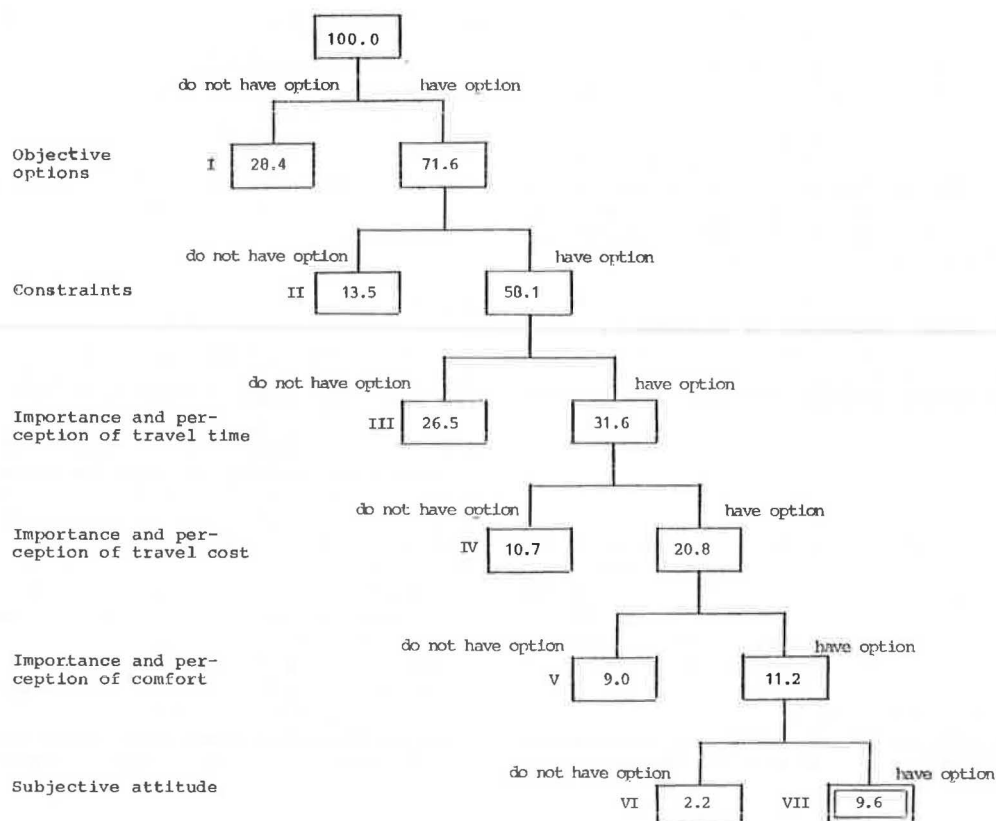 100.0
do not have option have option
Objective
options
I 28.4 71.6
do not have option have option
Constraints
II 13.5 58.1
do not have option have option
Importance and per-
ception of travel time
III 26.5 31.6
do not have option have option
Importance and per-
ception of travel cost
IV 10.7 20.8
do not have option have option
Importance and per-
ception of comfort
V 9.0 11.2
do not have option have option
Subjective attitude
VI 2.2 VII 9.6